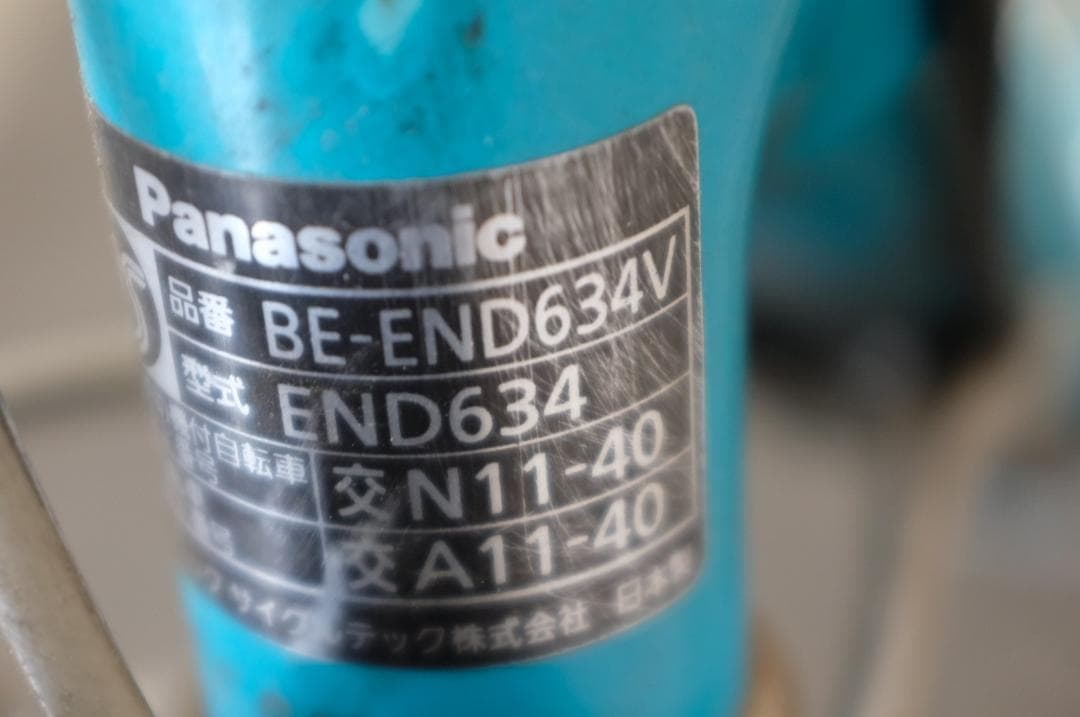 Panasonic
品番 BE-END634V
型式 END634
付自転車 交N11-40
号 交A11-40
サイクルテック株式会社 日本製